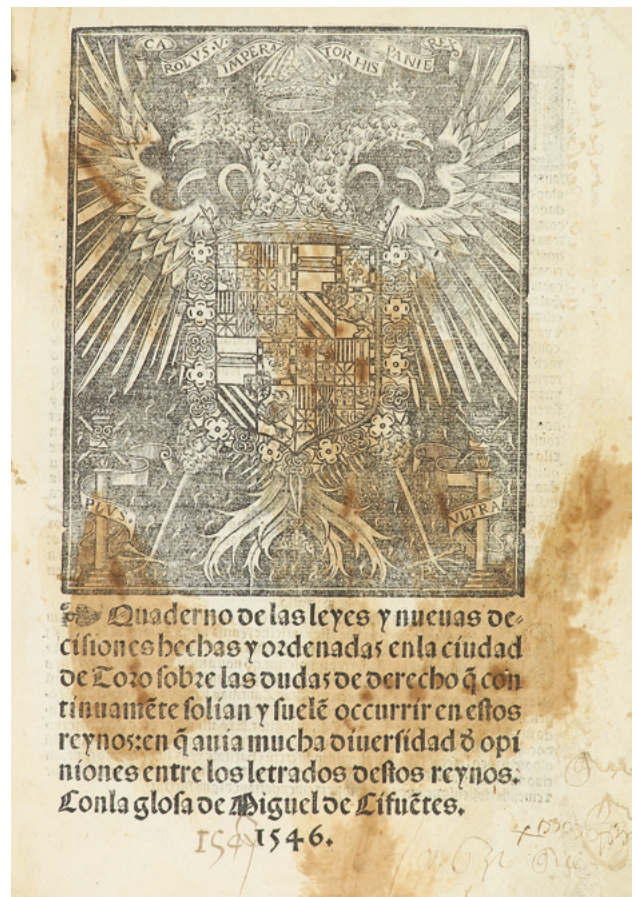 CA
ROLVS·V·
IMPERA
TOR HIS
PANIE
REX
PLVS·
VLTRA
Quaderno de las leyes y nueuas de⸗
cisiones hechas y ordenadas enla ciudad
de Toro sobre las dudas de derecho q̃ con
tinuamẽte solian y suelẽ occurrir en estos
reynos: en q̃ auia mucha diuersidad d̕ opi
niones entre los letrados destos reynos.
Conla glosa de Miguel de Cifuẽtes.
1546.